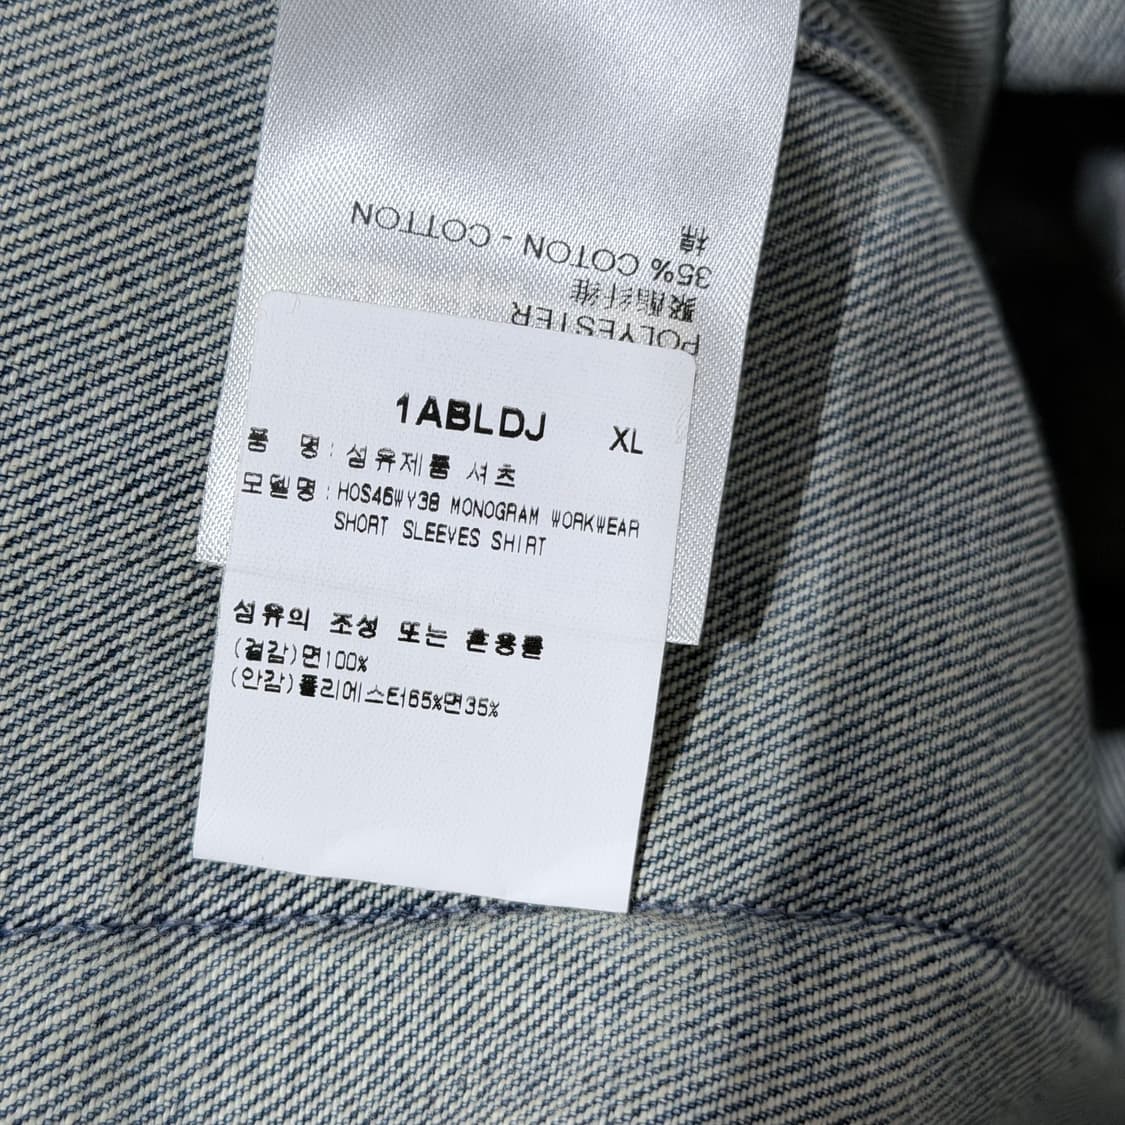 棉
35% COTON - COTTON
聚酯纤维
POLYESTER
1ABLDJ XL
품 명 : 섬유제품 셔츠
모델명 : HOS46WY38 MONOGRAM WORKWEAR
SHORT SLEEVES SHIRT
섬유의 조성 또는 혼용률
(겉감)면100%
(안감)폴리에스터65%면35%